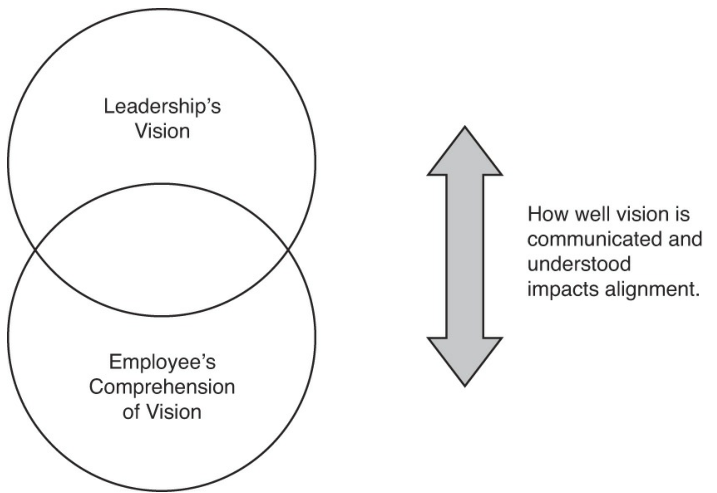 Leadership's
Vision
How well vision is
communicated and
understood
impacts alignment.
Employee's
Comprehension
of Vision